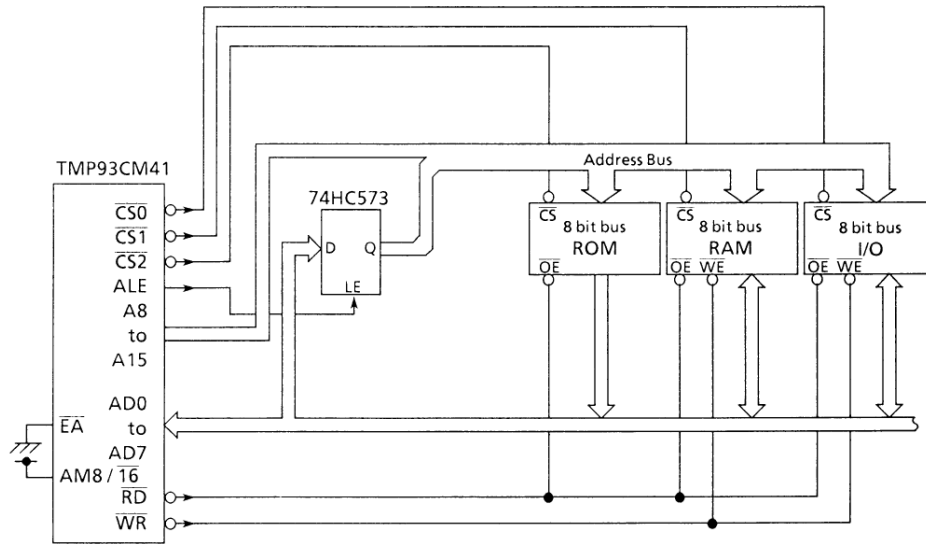 Address Bus
TMP93CM41
74HC573
CS0
CS1
CS2
ALE
A8
to
A15
AD0
to
AD7
EA
AM8 / 16
RD
WR
D Q
LE
CS
8 bit bus
ROM
OE
CS
8 bit bus
RAM
OE WE
CS
8 bit bus
I/O
OE WE